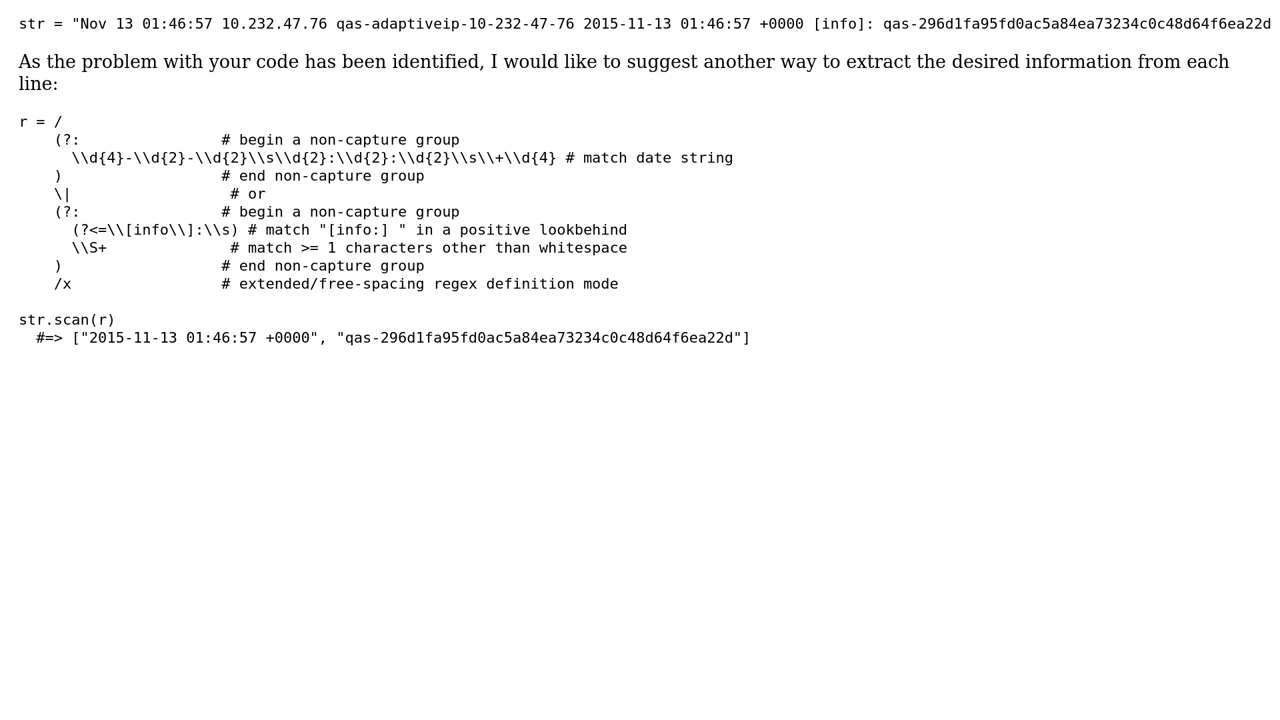 str = "Nov 13 01:46:57 10.232.47.76 qas-adaptiveip-10-232-47-76 2015-11-13 01:46:57 +0000 [info]: qas-296d1fa95fd0ac5a84ea73234c0c48d64f6ea22d
As the problem with your code has been identified, I would like to suggest another way to extract the desired information from each
line:
r = /
    (?:                # begin a non-capture group
      \\d{4}-\\d{2}-\\d{2}\\s\\d{2}:\\d{2}:\\d{2}\\s\\+\\d{4} # match date string
    )                  # end non-capture group
    \|                  # or
    (?:                # begin a non-capture group
      (?<=\\[info\\]:\\s) # match "[info:] " in a positive lookbehind
      \\S+              # match >= 1 characters other than whitespace
    )                  # end non-capture group
    /x                 # extended/free-spacing regex definition mode
str.scan(r)
  #=> ["2015-11-13 01:46:57 +0000", "qas-296d1fa95fd0ac5a84ea73234c0c48d64f6ea22d"]